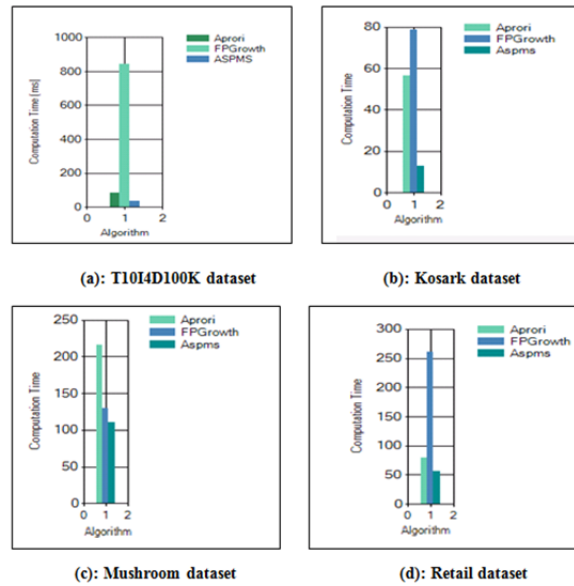 1000
800
600
400
200
0
0 1 2
Computation Time [ms]
Algorithm
Aprori
FPGrowth
ASPMS
(a): T10I4D100K dataset
80
60
40
20
0
0 1 2
Computation Time
Algorithm
Aprori
FPGrowth
Aspms
(b): Kosark dataset
250
200
150
100
50
0
0 1 2
Computation Time
Algorithm
Aprori
FPGrowth
Aspms
(c): Mushroom dataset
300
250
200
150
100
50
0
0 1 2
Computation Time
Algorithm
Aprori
FPGrowth
Aspms
(d): Retail dataset